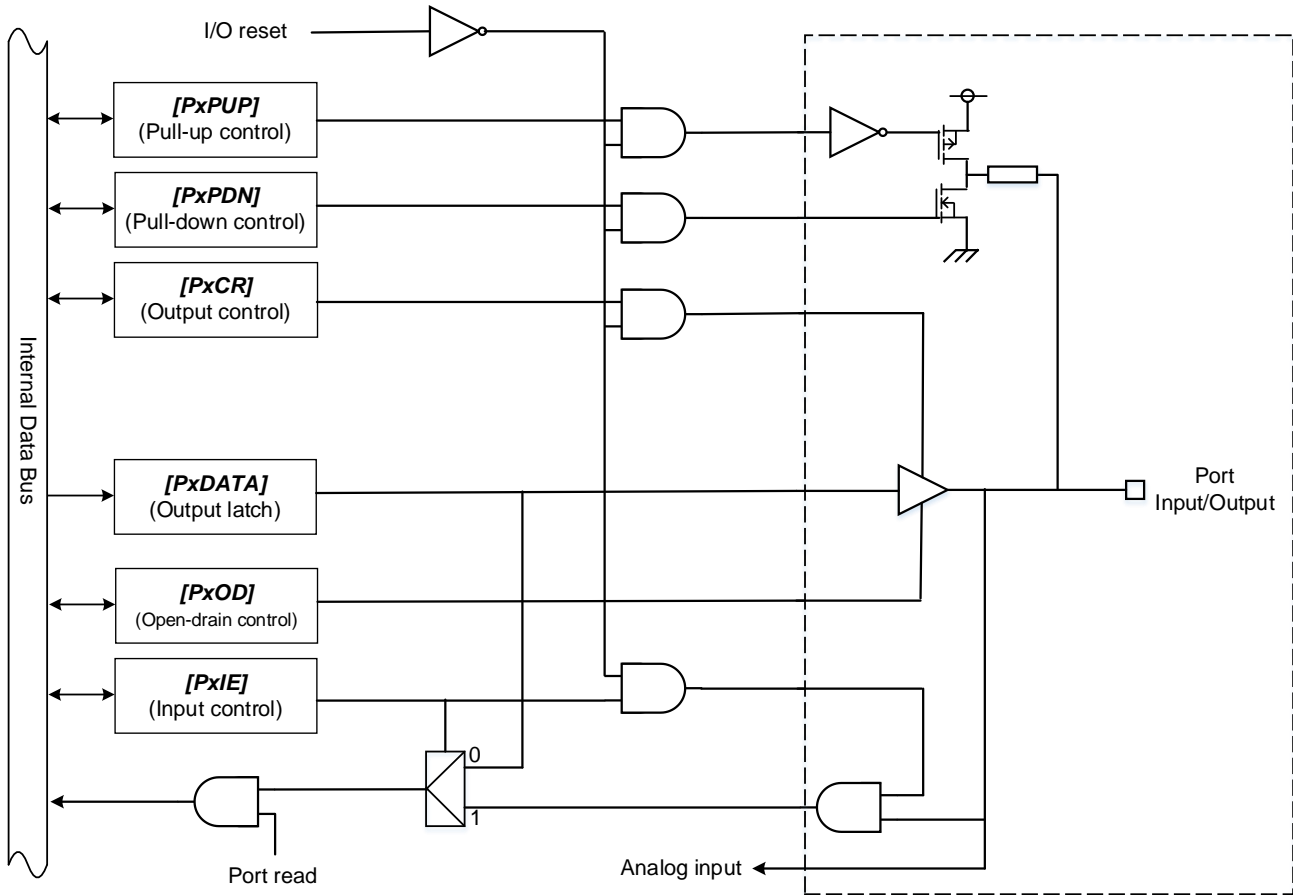 I/O reset
[PxPUP]
(Pull-up control)
[PxPDN]
(Pull-down control)
[PxCR]
(Output control)
Internal Data Bus
[PxDATA]
(Output latch)
Port
Input/Output
[PxOD]
(Open-drain control)
[PxIE]
(Input control)
0
1
Port read
Analog input